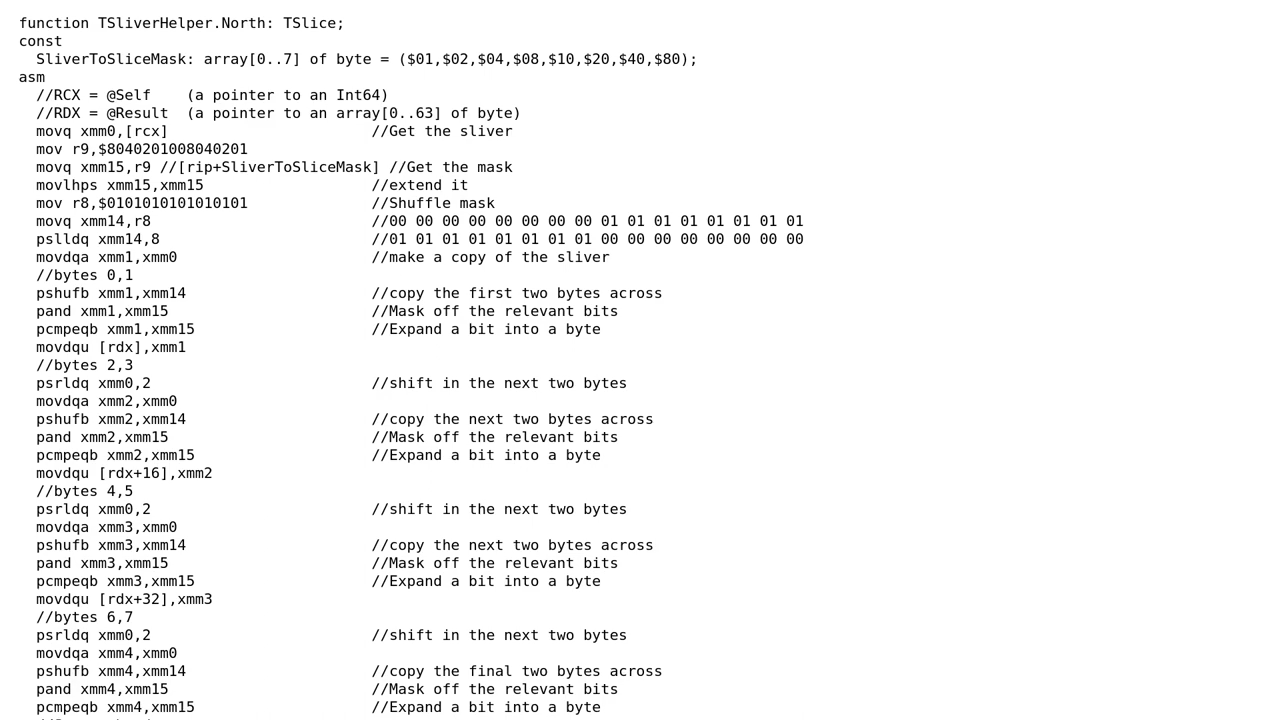 function TSliverHelper.North: TSlice;
const
  SliverToSliceMask: array[0..7] of byte = ($01,$02,$04,$08,$10,$20,$40,$80);
asm
  //RCX = @Self    (a pointer to an Int64)
  //RDX = @Result  (a pointer to an array[0..63] of byte)
  movq xmm0,[rcx]                       //Get the sliver
  mov r9,$8040201008040201
  movq xmm15,r9 //[rip+SliverToSliceMask] //Get the mask
  movlhps xmm15,xmm15                   //extend it
  mov r8,$0101010101010101              //Shuffle mask
  movq xmm14,r8                         //00 00 00 00 00 00 00 00 01 01 01 01 01 01 01 01
  pslldq xmm14,8                        //01 01 01 01 01 01 01 01 00 00 00 00 00 00 00 00
  movdqa xmm1,xmm0                      //make a copy of the sliver
  //bytes 0,1
  pshufb xmm1,xmm14                     //copy the first two bytes across
  pand xmm1,xmm15                       //Mask off the relevant bits
  pcmpeqb xmm1,xmm15                    //Expand a bit into a byte
  movdqu [rdx],xmm1
  //bytes 2,3
  psrldq xmm0,2                         //shift in the next two bytes
  movdqa xmm2,xmm0
  pshufb xmm2,xmm14                     //copy the next two bytes across
  pand xmm2,xmm15                       //Mask off the relevant bits
  pcmpeqb xmm2,xmm15                    //Expand a bit into a byte
  movdqu [rdx+16],xmm2
  //bytes 4,5
  psrldq xmm0,2                         //shift in the next two bytes
  movdqa xmm3,xmm0
  pshufb xmm3,xmm14                     //copy the next two bytes across
  pand xmm3,xmm15                       //Mask off the relevant bits
  pcmpeqb xmm3,xmm15                    //Expand a bit into a byte
  movdqu [rdx+32],xmm3
  //bytes 6,7
  psrldq xmm0,2                         //shift in the next two bytes
  movdqa xmm4,xmm0
  pshufb xmm4,xmm14                     //copy the final two bytes across
  pand xmm4,xmm15                       //Mask off the relevant bits
  pcmpeqb xmm4,xmm15                    //Expand a bit into a byte